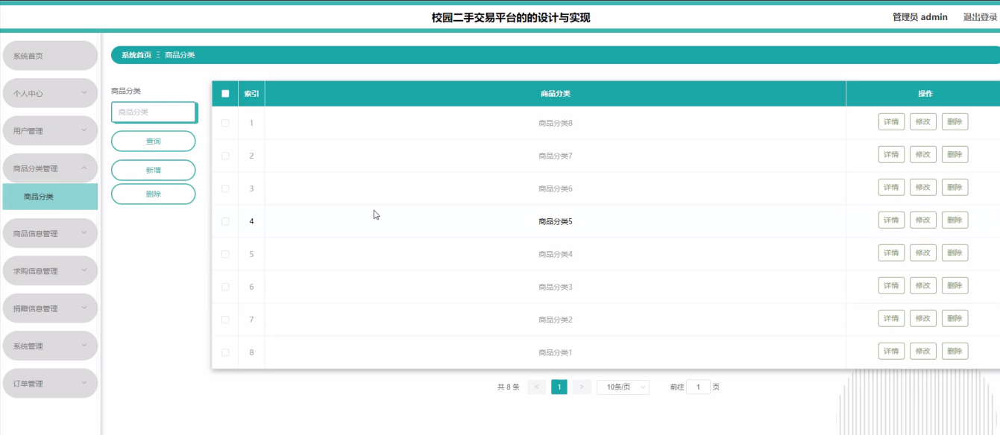 校园二手交易平台的的设计与实现
管理员 admin 退出登录
系统首页
个人中心
用户管理
商品分类管理
商品分类
商品信息管理
求购信息管理
捐赠信息管理
系统管理
订单管理
系统首页 Ξ 商品分类
商品分类
商品分类
查询
新增
删除
索引 商品分类 操作
1 商品分类8 详情 修改 删除
2 商品分类7 详情 修改 删除
3 商品分类6 详情 修改 删除
4 商品分类5 详情 修改 删除
5 商品分类4 详情 修改 删除
6 商品分类3 详情 修改 删除
7 商品分类2 详情 修改 删除
8 商品分类1 详情 修改 删除
共 8 条 < 1 > 10条/页 前往 1 页